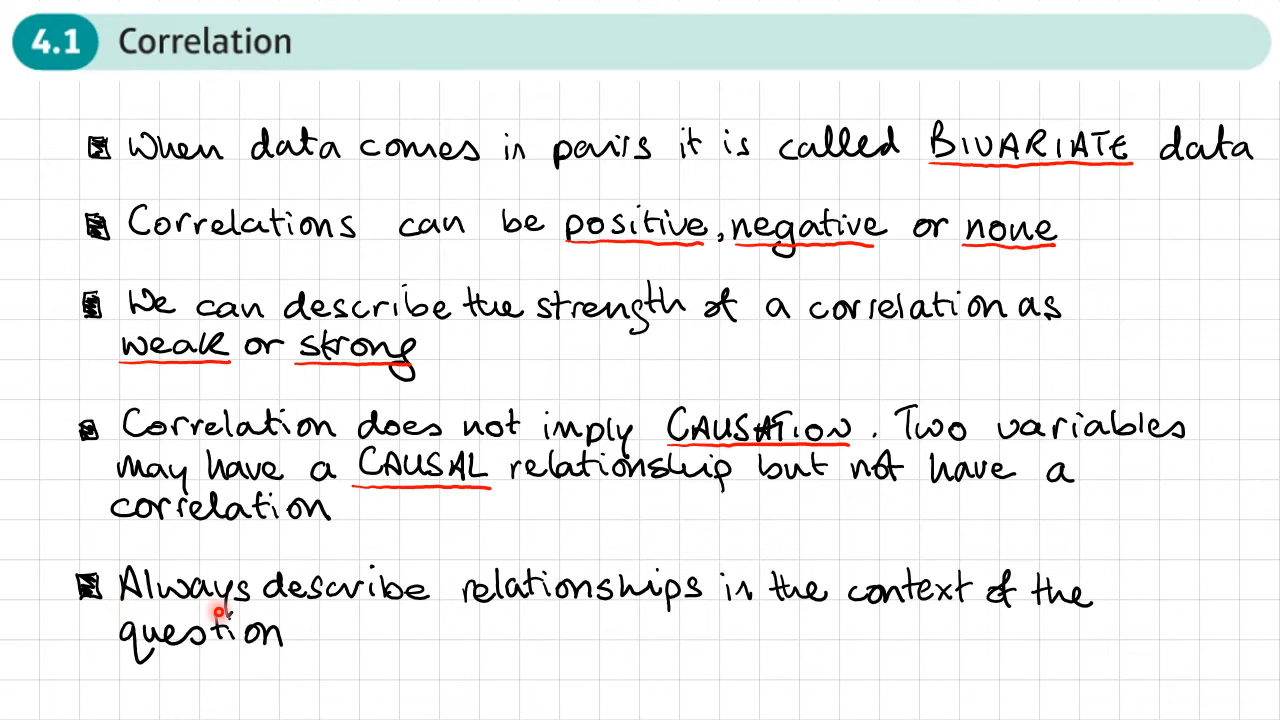 4.1 Correlation
When data comes in pairs it is called BIVARIATE data
Correlations can be positive, negative or none
We can describe the strength of a correlation as
weak or strong
Correlation does not imply CAUSATION. Two variables
may have a CAUSAL relationship but not have a
correlation
Always describe relationships in the context of the
question